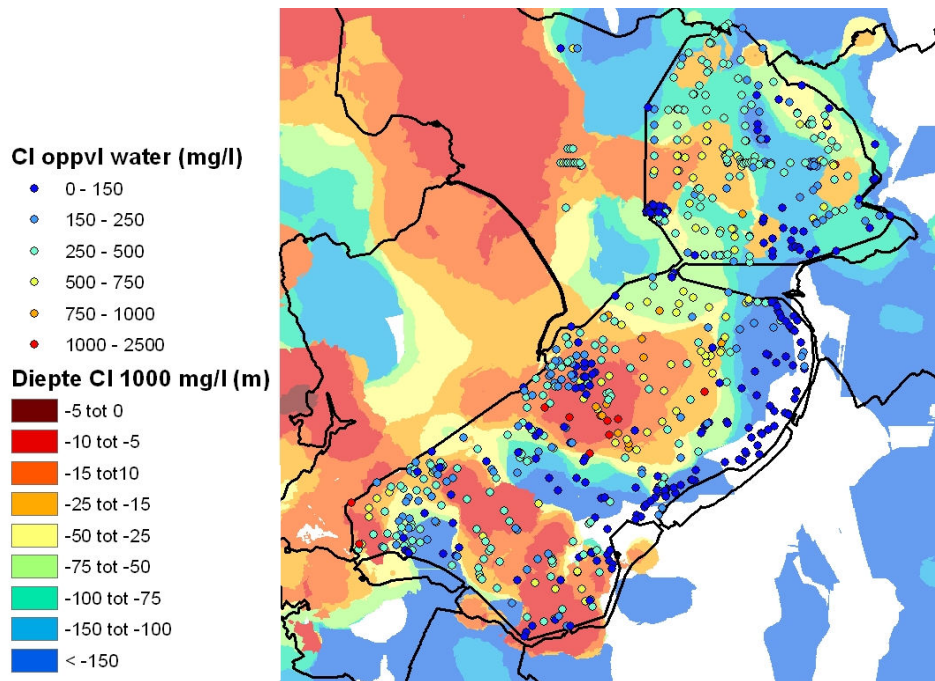 Cl oppvl water (mg/l)
0 - 150
150 - 250
250 - 500
500 - 750
750 - 1000
1000 - 2500
Diepte Cl 1000 mg/l (m)
-5 tot 0
-10 tot -5
-15 tot10
-25 tot -15
-50 tot -25
-75 tot -50
-100 tot -75
-150 tot -100
< -150